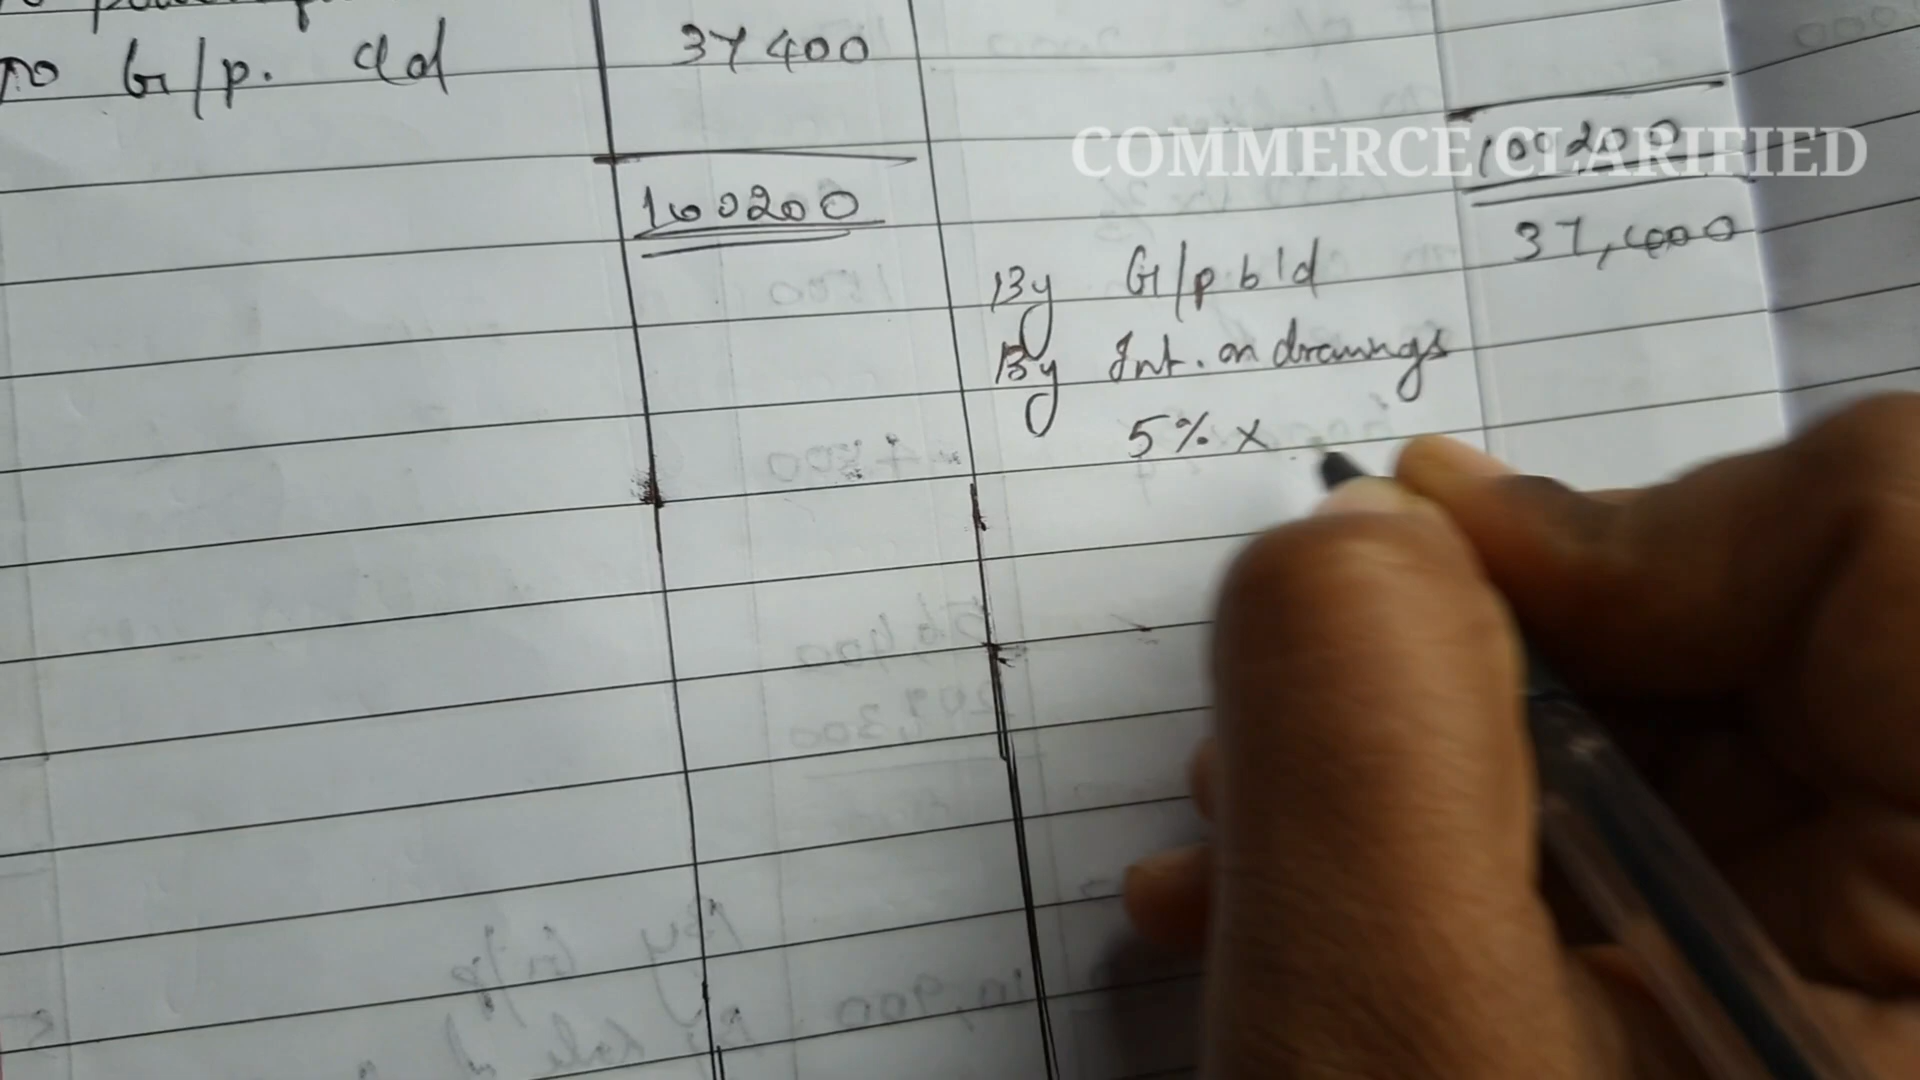 To G/p. c/d 37400
COMMERCE CLARIFIED
100200 100200
By G/p b/d 37,400
By Int. on drawings
5% X